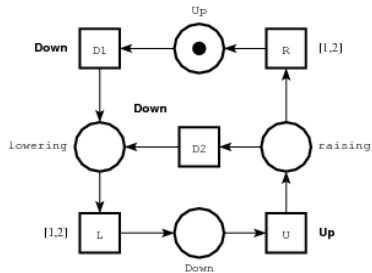 Up
Down D1 R [1,2]
Down
lowering D2 raising
[1,2] L U Up
Down